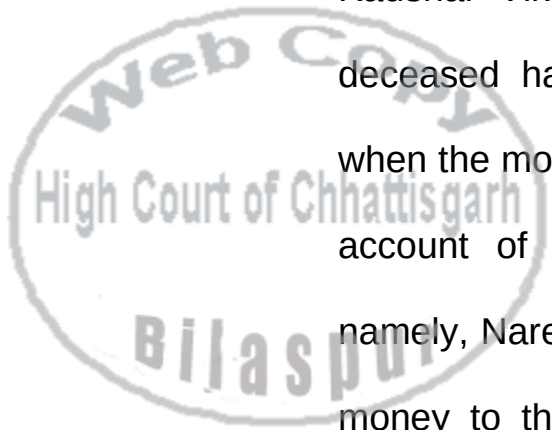 Web Copy
High Court of Chhattisgarh
Bilaspur
deceased ha
when the mo
account of
namely, Nare
money to th